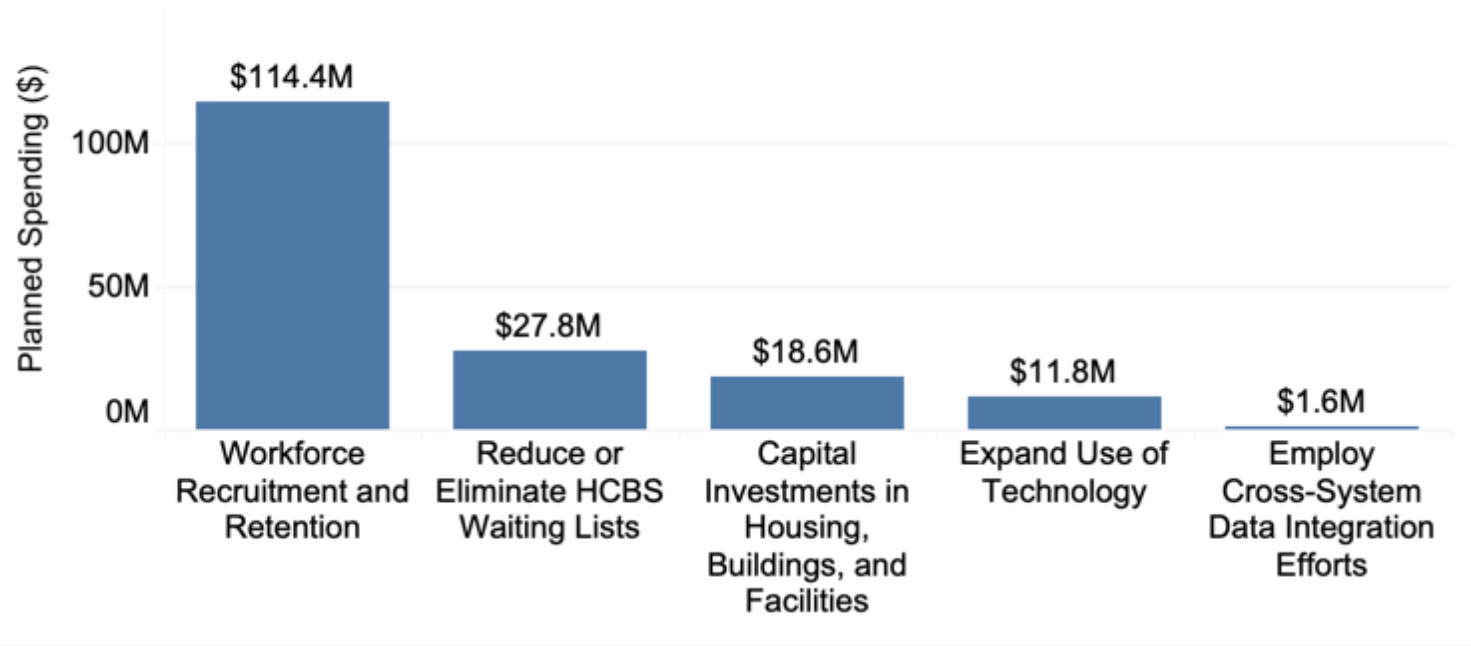 Planned Spending ($)
100M
50M
0M
$114.4M
$27.8M
$18.6M
$11.8M
$1.6M
Workforce
Recruitment and
Retention
Reduce or
Eliminate HCBS
Waiting Lists
Capital
Investments in
Housing,
Buildings, and
Facilities
Expand Use of
Technology
Employ
Cross-System
Data Integration
Efforts